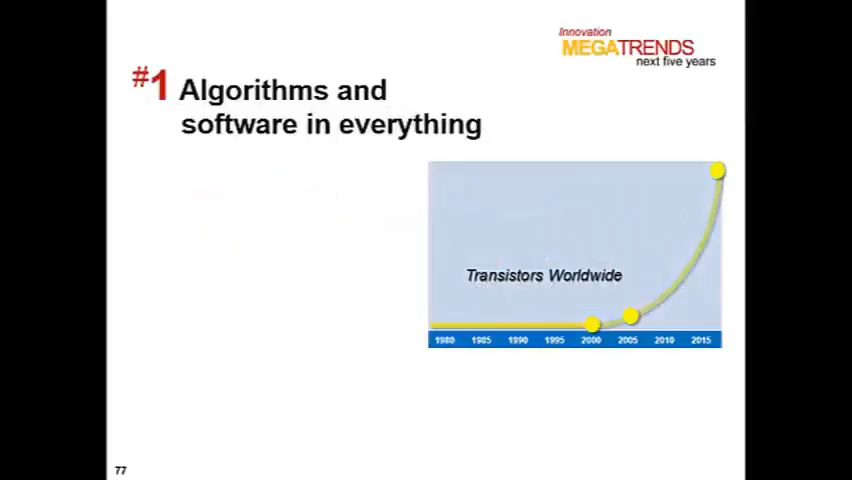 Innovation
MEGATRENDS
next five years
#1 Algorithms and
software in everything
Transistors Worldwide
1980 1985 1990 1995 2000 2005 2010 2015
77